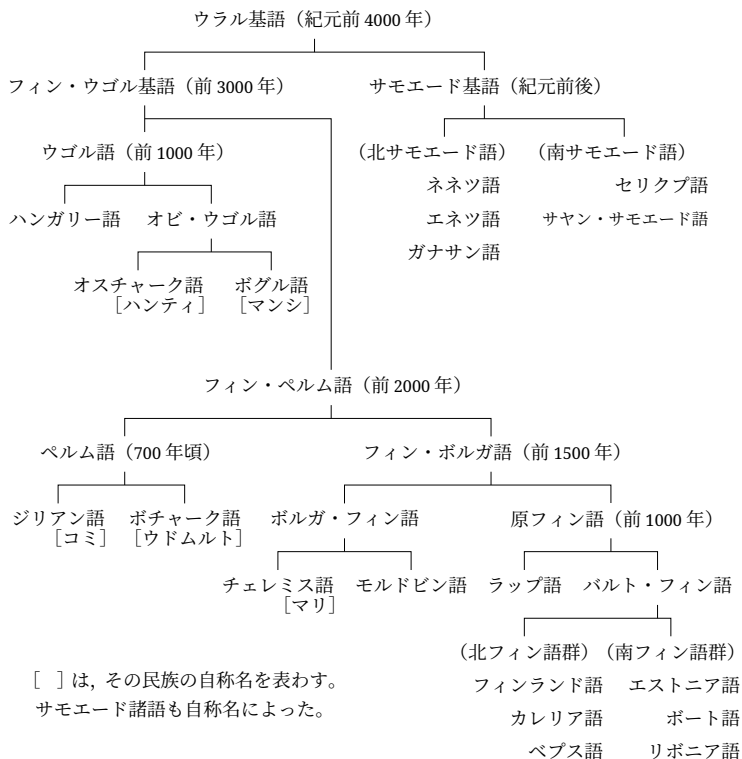 ウラル基語（紀元前 4000 年）
フィン・ウゴル基語（前 3000 年） サモエード基語（紀元前後）
ウゴル語（前 1000 年） （北サモエード語） （南サモエード語）
ネネツ語 セリクプ語
ハンガリー語 オビ・ウゴル語 エネツ語 サヤン・サモエード語
ガナサン語
オスチャーク語 ボグル語
［ハンティ］ ［マンシ］
フィン・ペルム語（前 2000 年）
ペルム語（700 年頃） フィン・ボルガ語（前 1500 年）
ジリアン語 ボチャーク語 ボルガ・フィン語 原フィン語（前 1000 年）
［コミ］ ［ウドムルト］
チェレミス語 モルドビン語 ラップ語 バルト・フィン語
［マリ］
（北フィン語群） （南フィン語群）
［ ］は, その民族の自称名を表わす。
フィンランド語 エストニア語
サモエード諸語も自称名によった。
カレリア語 ボート語
ベプス語 リボニア語